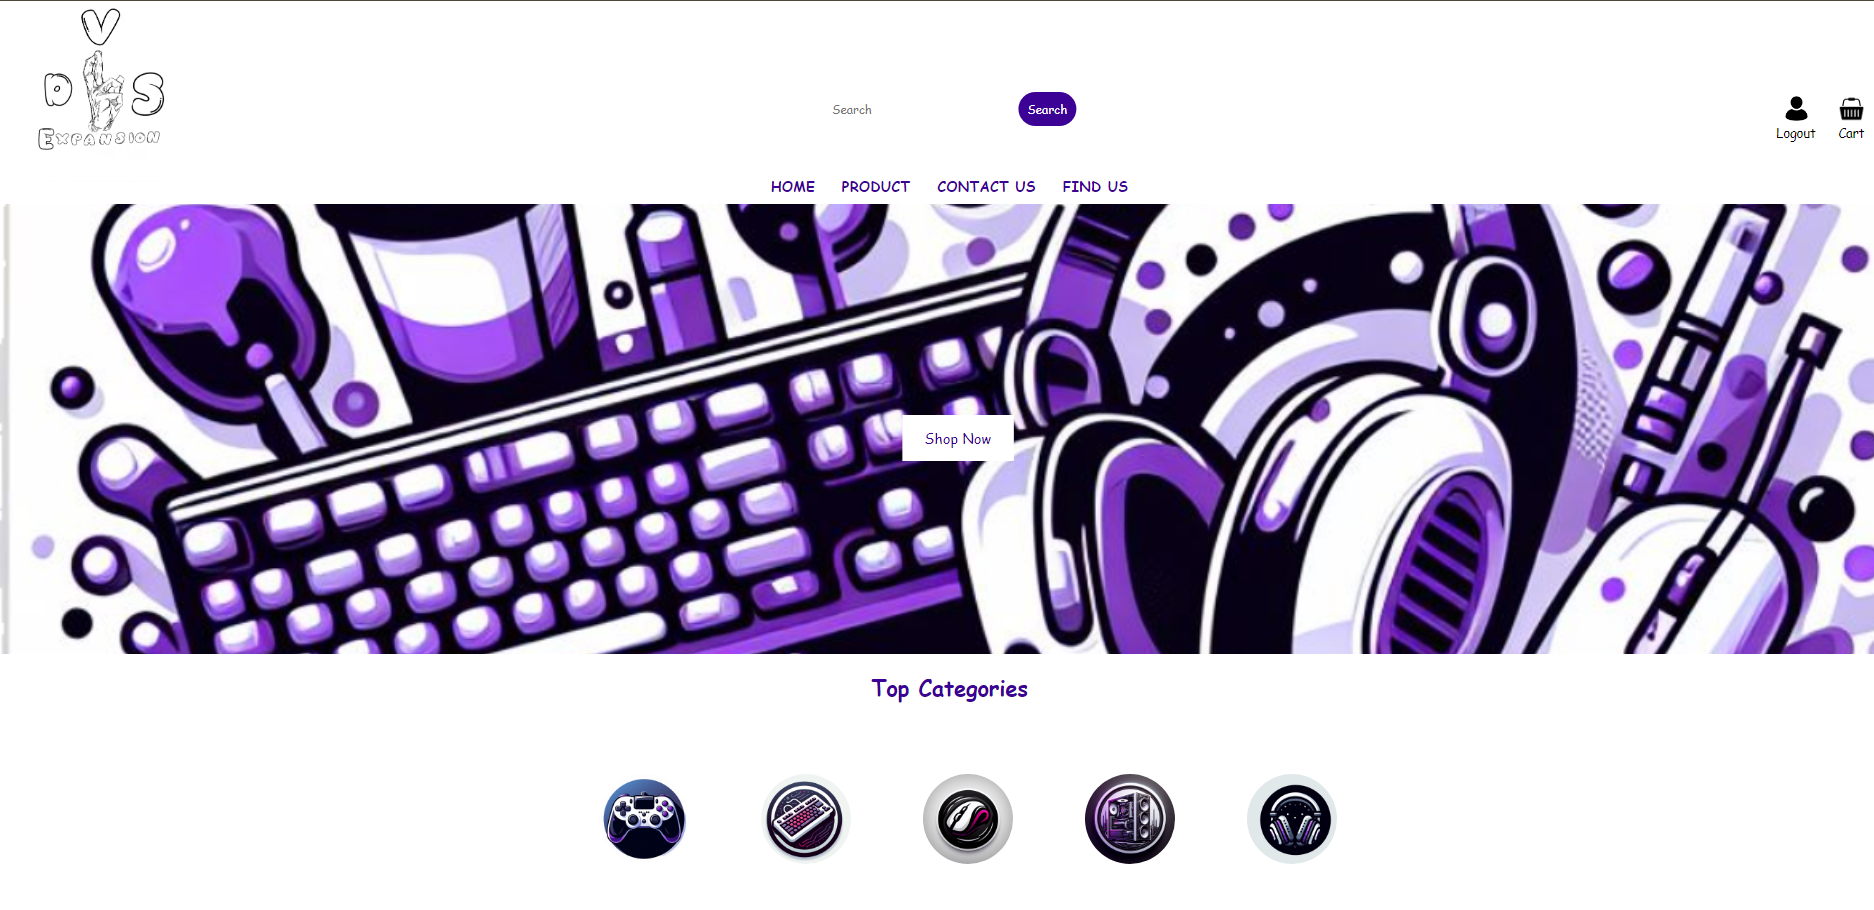 V
D S
EXPANSION
Search
Search
Logout
Cart
HOME PRODUCT CONTACT US FIND US
Shop Now
Top Categories